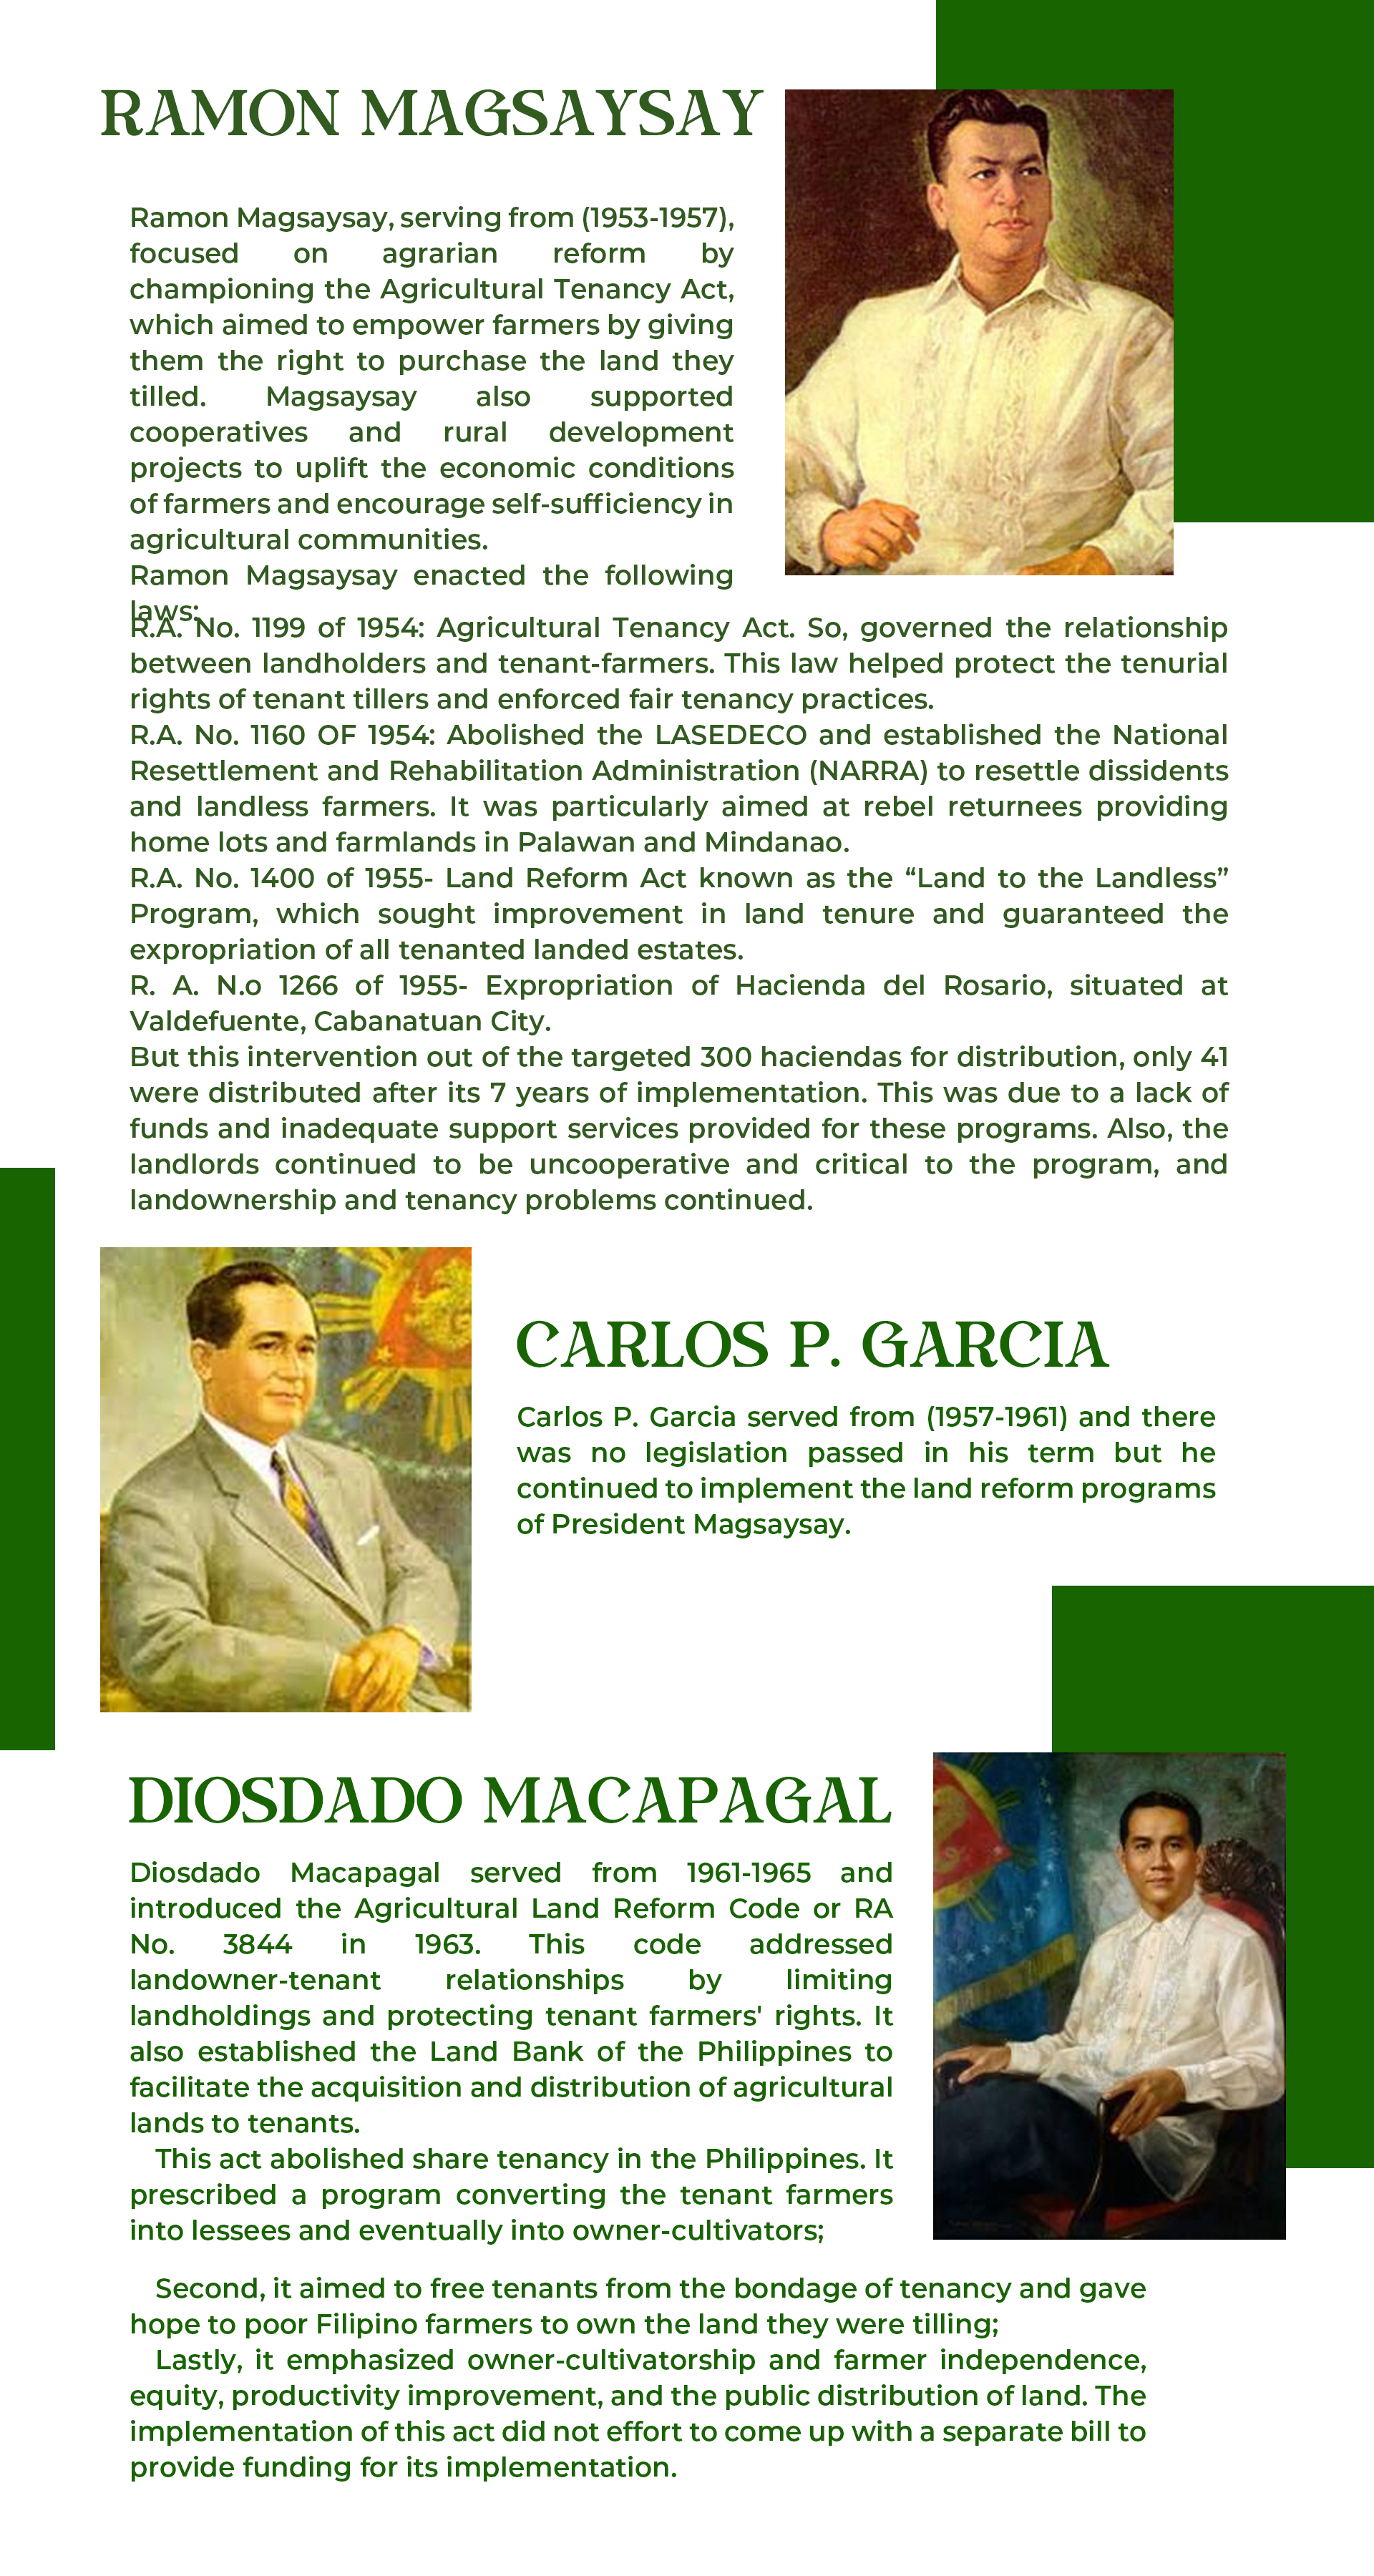 RAMON MAGSAYSAY
Ramon Magsaysay, serving from (1953-1957),
focused on agrarian reform by
championing the Agricultural Tenancy Act,
which aimed to empower farmers by giving
them the right to purchase the land they
tilled. Magsaysay also supported
cooperatives and rural development
projects to uplift the economic conditions
of farmers and encourage self-sufficiency in
agricultural communities.
Ramon Magsaysay enacted the following
laws:
R.A. No. 1199 of 1954: Agricultural Tenancy Act. So, governed the relationship
between landholders and tenant-farmers. This law helped protect the tenurial
rights of tenant tillers and enforced fair tenancy practices.
R.A. No. 1160 OF 1954: Abolished the LASEDECO and established the National
Resettlement and Rehabilitation Administration (NARRA) to resettle dissidents
and landless farmers. It was particularly aimed at rebel returnees providing
home lots and farmlands in Palawan and Mindanao.
R.A. No. 1400 of 1955- Land Reform Act known as the “Land to the Landless”
Program, which sought improvement in land tenure and guaranteed the
expropriation of all tenanted landed estates.
R. A. N.o 1266 of 1955- Expropriation of Hacienda del Rosario, situated at
Valdefuente, Cabanatuan City.
But this intervention out of the targeted 300 haciendas for distribution, only 41
were distributed after its 7 years of implementation. This was due to a lack of
funds and inadequate support services provided for these programs. Also, the
landlords continued to be uncooperative and critical to the program, and
landownership and tenancy problems continued.
CARLOS P. GARCIA
Carlos P. Garcia served from (1957-1961) and there
was no legislation passed in his term but he
continued to implement the land reform programs
of President Magsaysay.
DIOSDADO MACAPAGAL
Diosdado Macapagal served from 1961-1965 and
introduced the Agricultural Land Reform Code or RA
No. 3844 in 1963. This code addressed
landowner-tenant relationships by limiting
landholdings and protecting tenant farmers' rights. It
also established the Land Bank of the Philippines to
facilitate the acquisition and distribution of agricultural
lands to tenants.
This act abolished share tenancy in the Philippines. It
prescribed a program converting the tenant farmers
into lessees and eventually into owner-cultivators;
Second, it aimed to free tenants from the bondage of tenancy and gave
hope to poor Filipino farmers to own the land they were tilling;
Lastly, it emphasized owner-cultivatorship and farmer independence,
equity, productivity improvement, and the public distribution of land. The
implementation of this act did not effort to come up with a separate bill to
provide funding for its implementation.